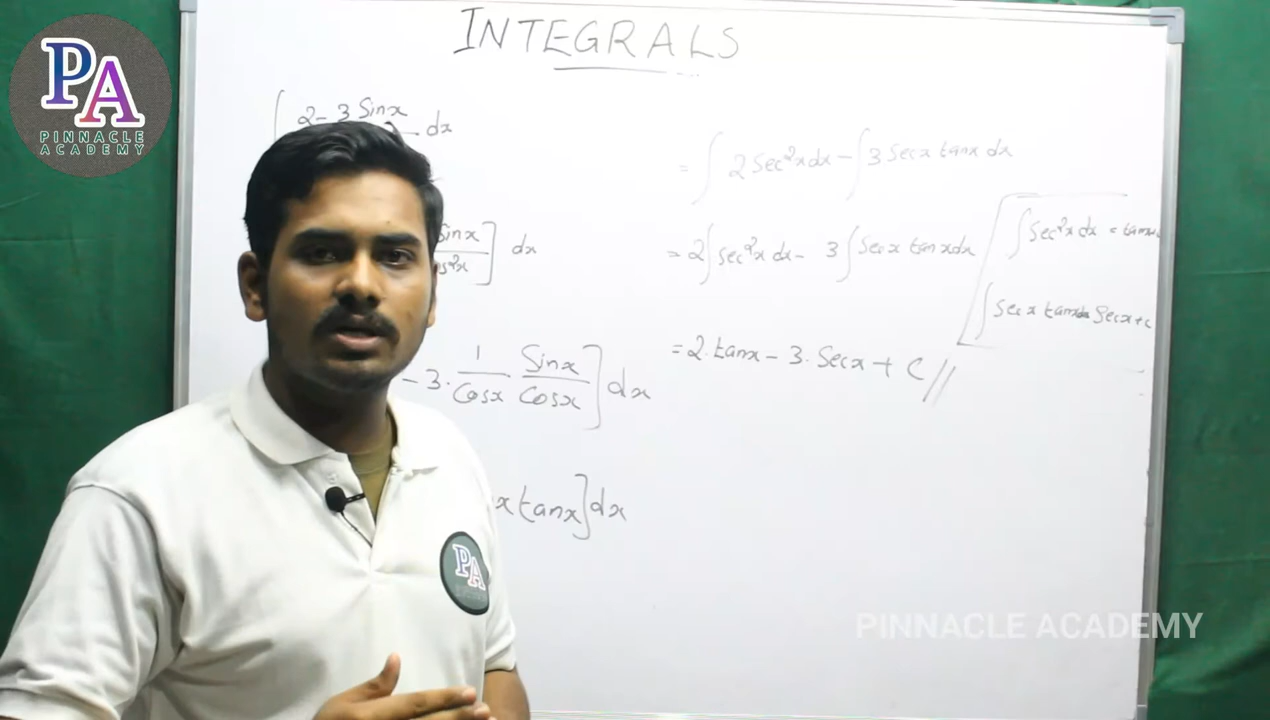 PA
PINNACLE
ACADEMY
INTEGRALS
∫ 2 - 3 Sinx dx
Sinx ] dx
s²x
- 3 · 1/Cosx Sinx/Cosx ] dx
x tanx ] dx
= ∫ 2 Sec²x dx - ∫ 3 Secx tanx dx
= 2 ∫ Sec²x dx - 3 ∫ Secx tanx dx
= 2 · tanx - 3 · Secx + C //
∫ Sec²x dx = tanx
∫ Secx tanx dx Secx + c
PA
PINNACLE ACADEMY